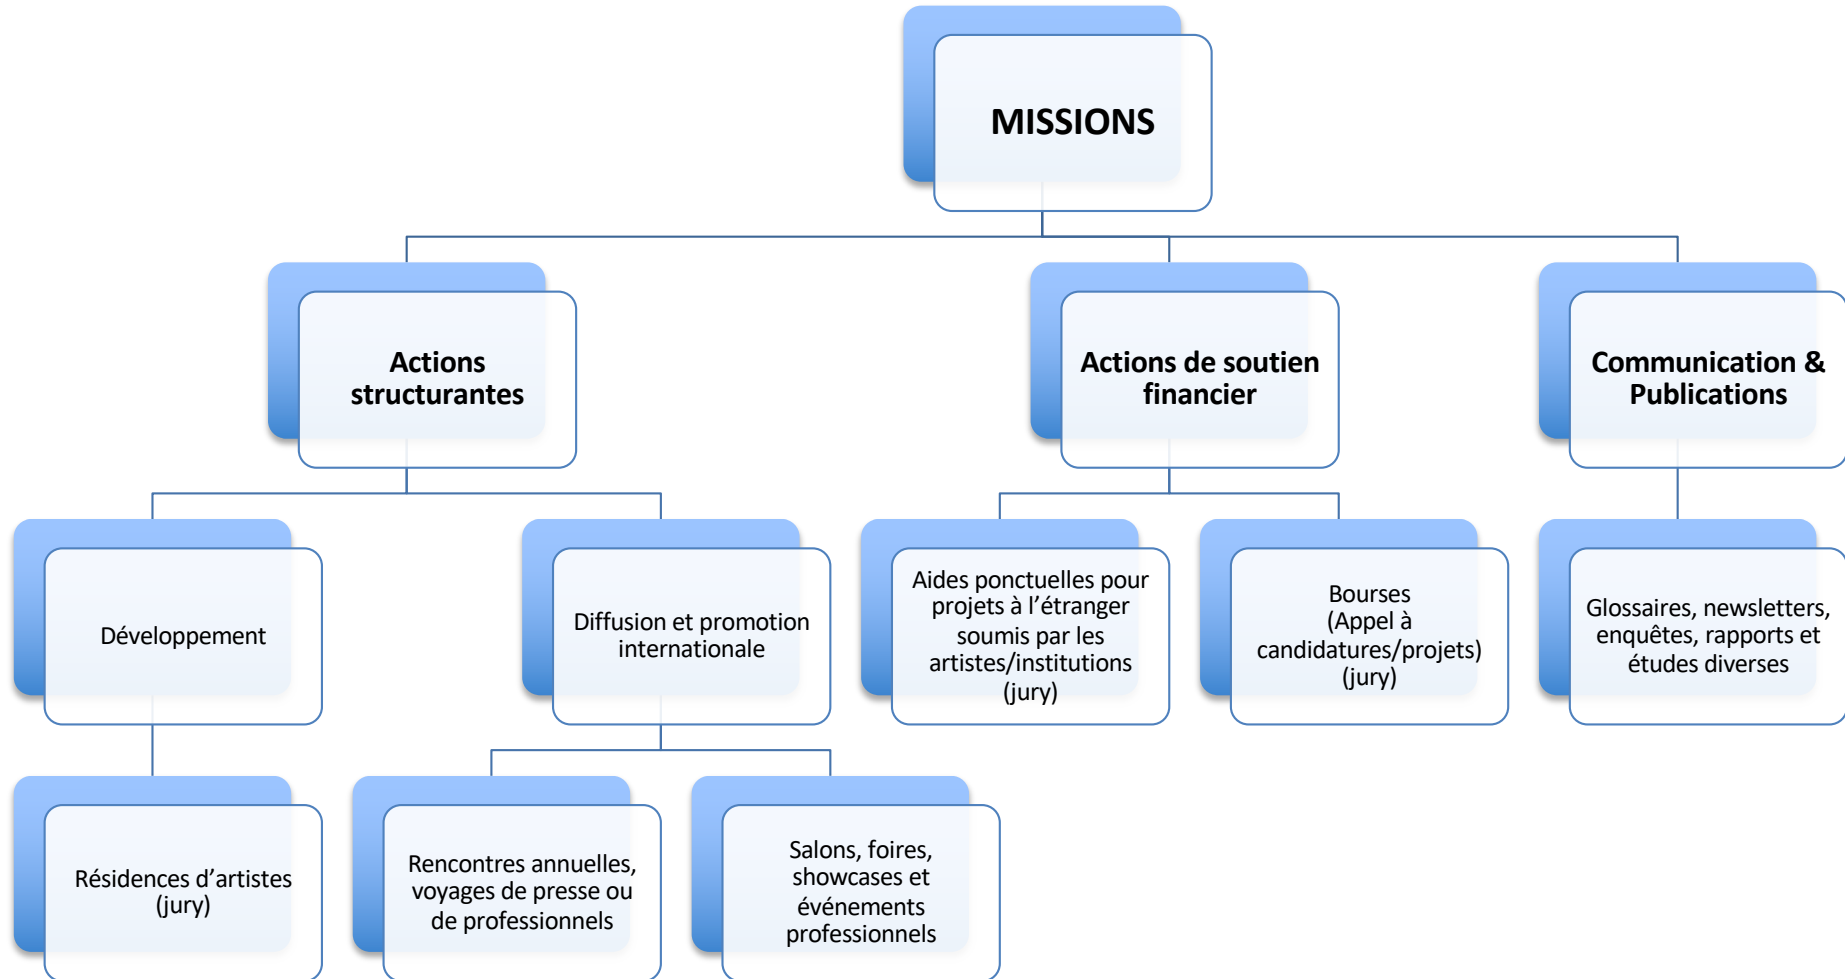 MISSIONS
Actions
structurantes
Actions de soutien
financier
Communication &
Publications
Développement
Diffusion et promotion
internationale
Aides ponctuelles pour
projets à l’étranger
soumis par les
artistes/institutions
(jury)
Bourses
(Appel à
candidatures/projets)
(jury)
Glossaires, newsletters,
enquêtes, rapports et
études diverses
Résidences d’artistes
(jury)
Rencontres annuelles,
voyages de presse ou
de professionnels
Salons, foires,
showcases et
événements
professionnels